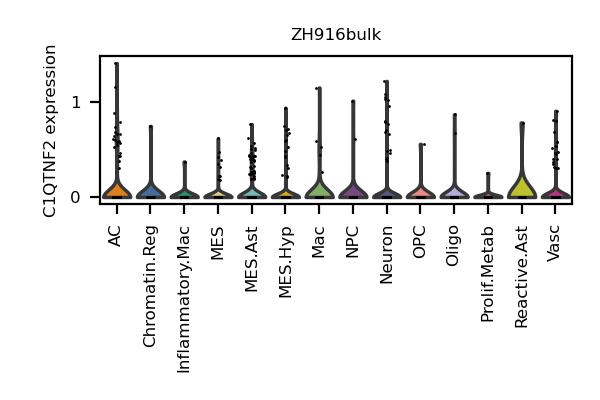 ZH916bulk
C1QTNF2 expression
1
0
AC
Chromatin.Reg
Inflammatory.Mac
MES
MES.Ast
MES.Hyp
Mac
NPC
Neuron
OPC
Oligo
Prolif.Metab
Reactive.Ast
Vasc